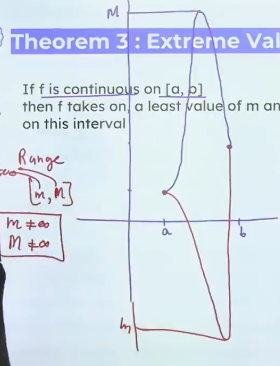 M
Theorem 3 : Extreme Val
If f is continuous on [a, b]
then f takes on a least value of m an
on this interval
Range
[m, M]
m ≠ ∞
M ≠ ∞
a
b
m